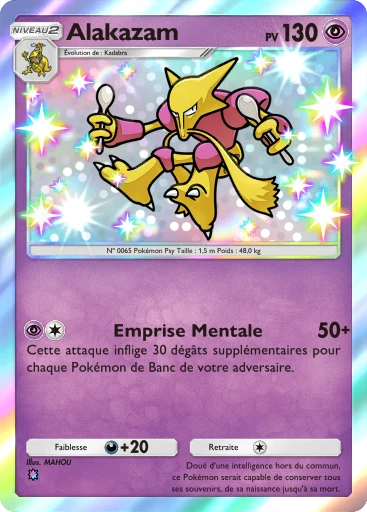 NIVEAU 2
Alakazam
PV 130
Évolution de : Kadabra
N° 0065 Pokémon Psy Taille : 1,5 m Poids : 48,0 kg
Emprise Mentale 50+
Cette attaque inflige 30 dégâts supplémentaires pour
chaque Pokémon de Banc de votre adversaire.
Faiblesse +20
Retraite
Illus. MAHOU
Doué d'une intelligence hors du commun,
ce Pokémon serait capable de conserver tous
ses souvenirs, de sa naissance jusqu'à sa mort.